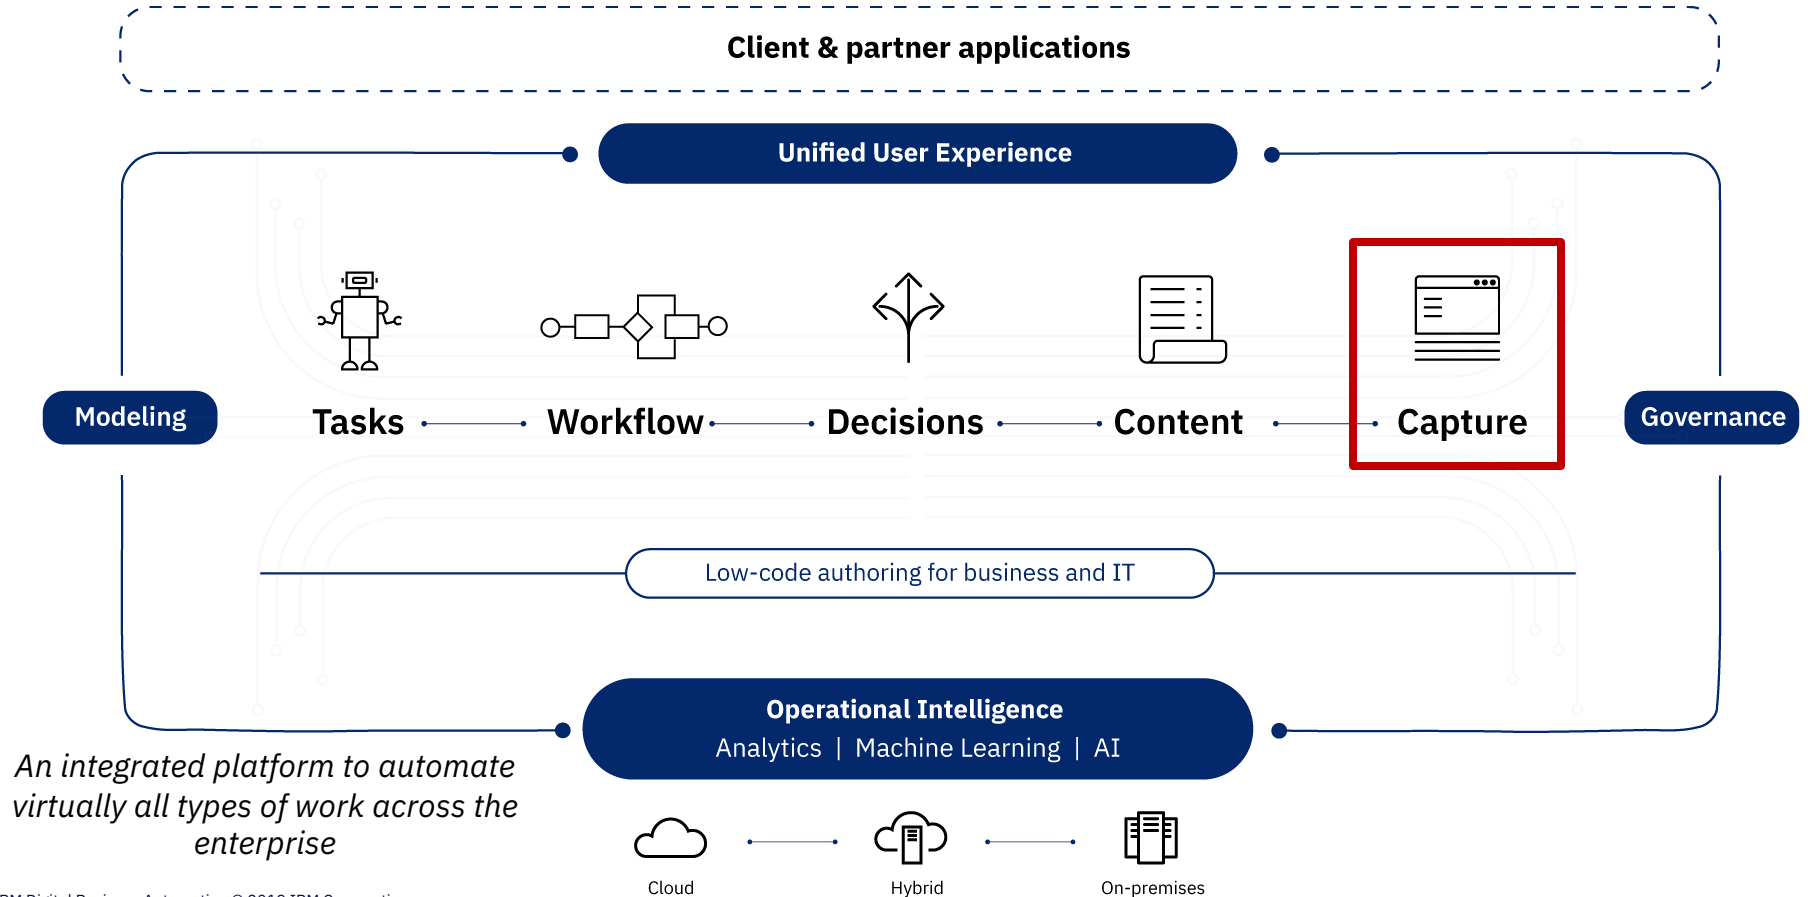 Client & partner applications
Unified User Experience
Modeling
Tasks
Workflow
Decisions
Content
Capture
Governance
Low-code authoring for business and IT
Operational Intelligence
Analytics | Machine Learning | AI
An integrated platform to automate
virtually all types of work across the
enterprise
Cloud
Hybrid
On-premises